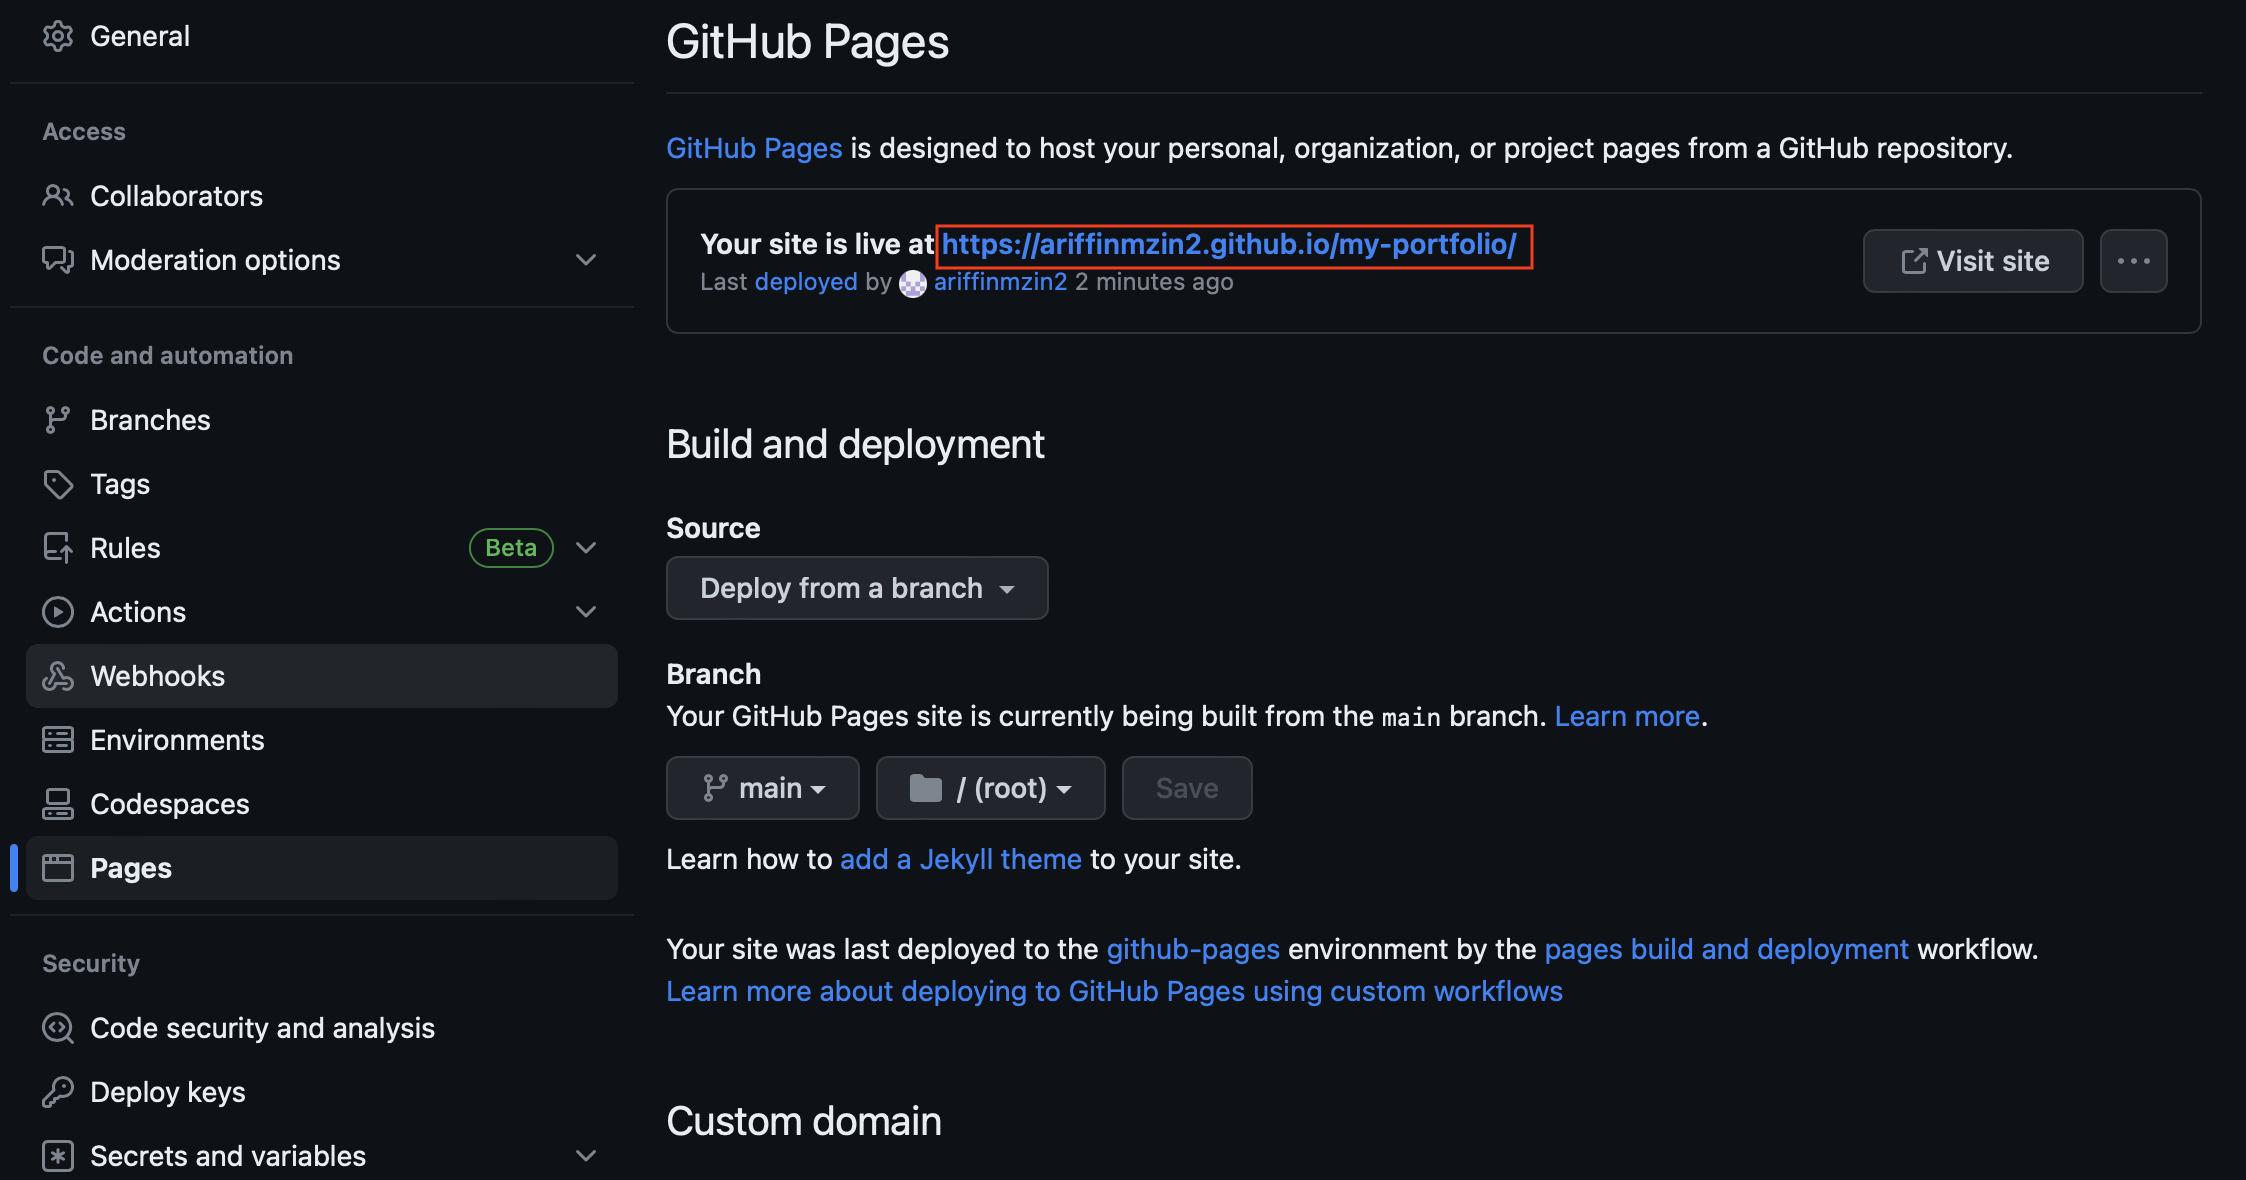 General
Access
Collaborators
Moderation options
Code and automation
Branches
Tags
Rules Beta
Actions
Webhooks
Environments
Codespaces
Pages
Security
Code security and analysis
Deploy keys
Secrets and variables
GitHub Pages
GitHub Pages is designed to host your personal, organization, or project pages from a GitHub repository.
Your site is live at https://ariffinmzin2.github.io/my-portfolio/
Last deployed by ariffinmzin2 2 minutes ago
Visit site
Build and deployment
Source
Deploy from a branch
Branch
Your GitHub Pages site is currently being built from the main branch. Learn more.
main / (root) Save
Learn how to add a Jekyll theme to your site.
Your site was last deployed to the github-pages environment by the pages build and deployment workflow.
Learn more about deploying to GitHub Pages using custom workflows
Custom domain